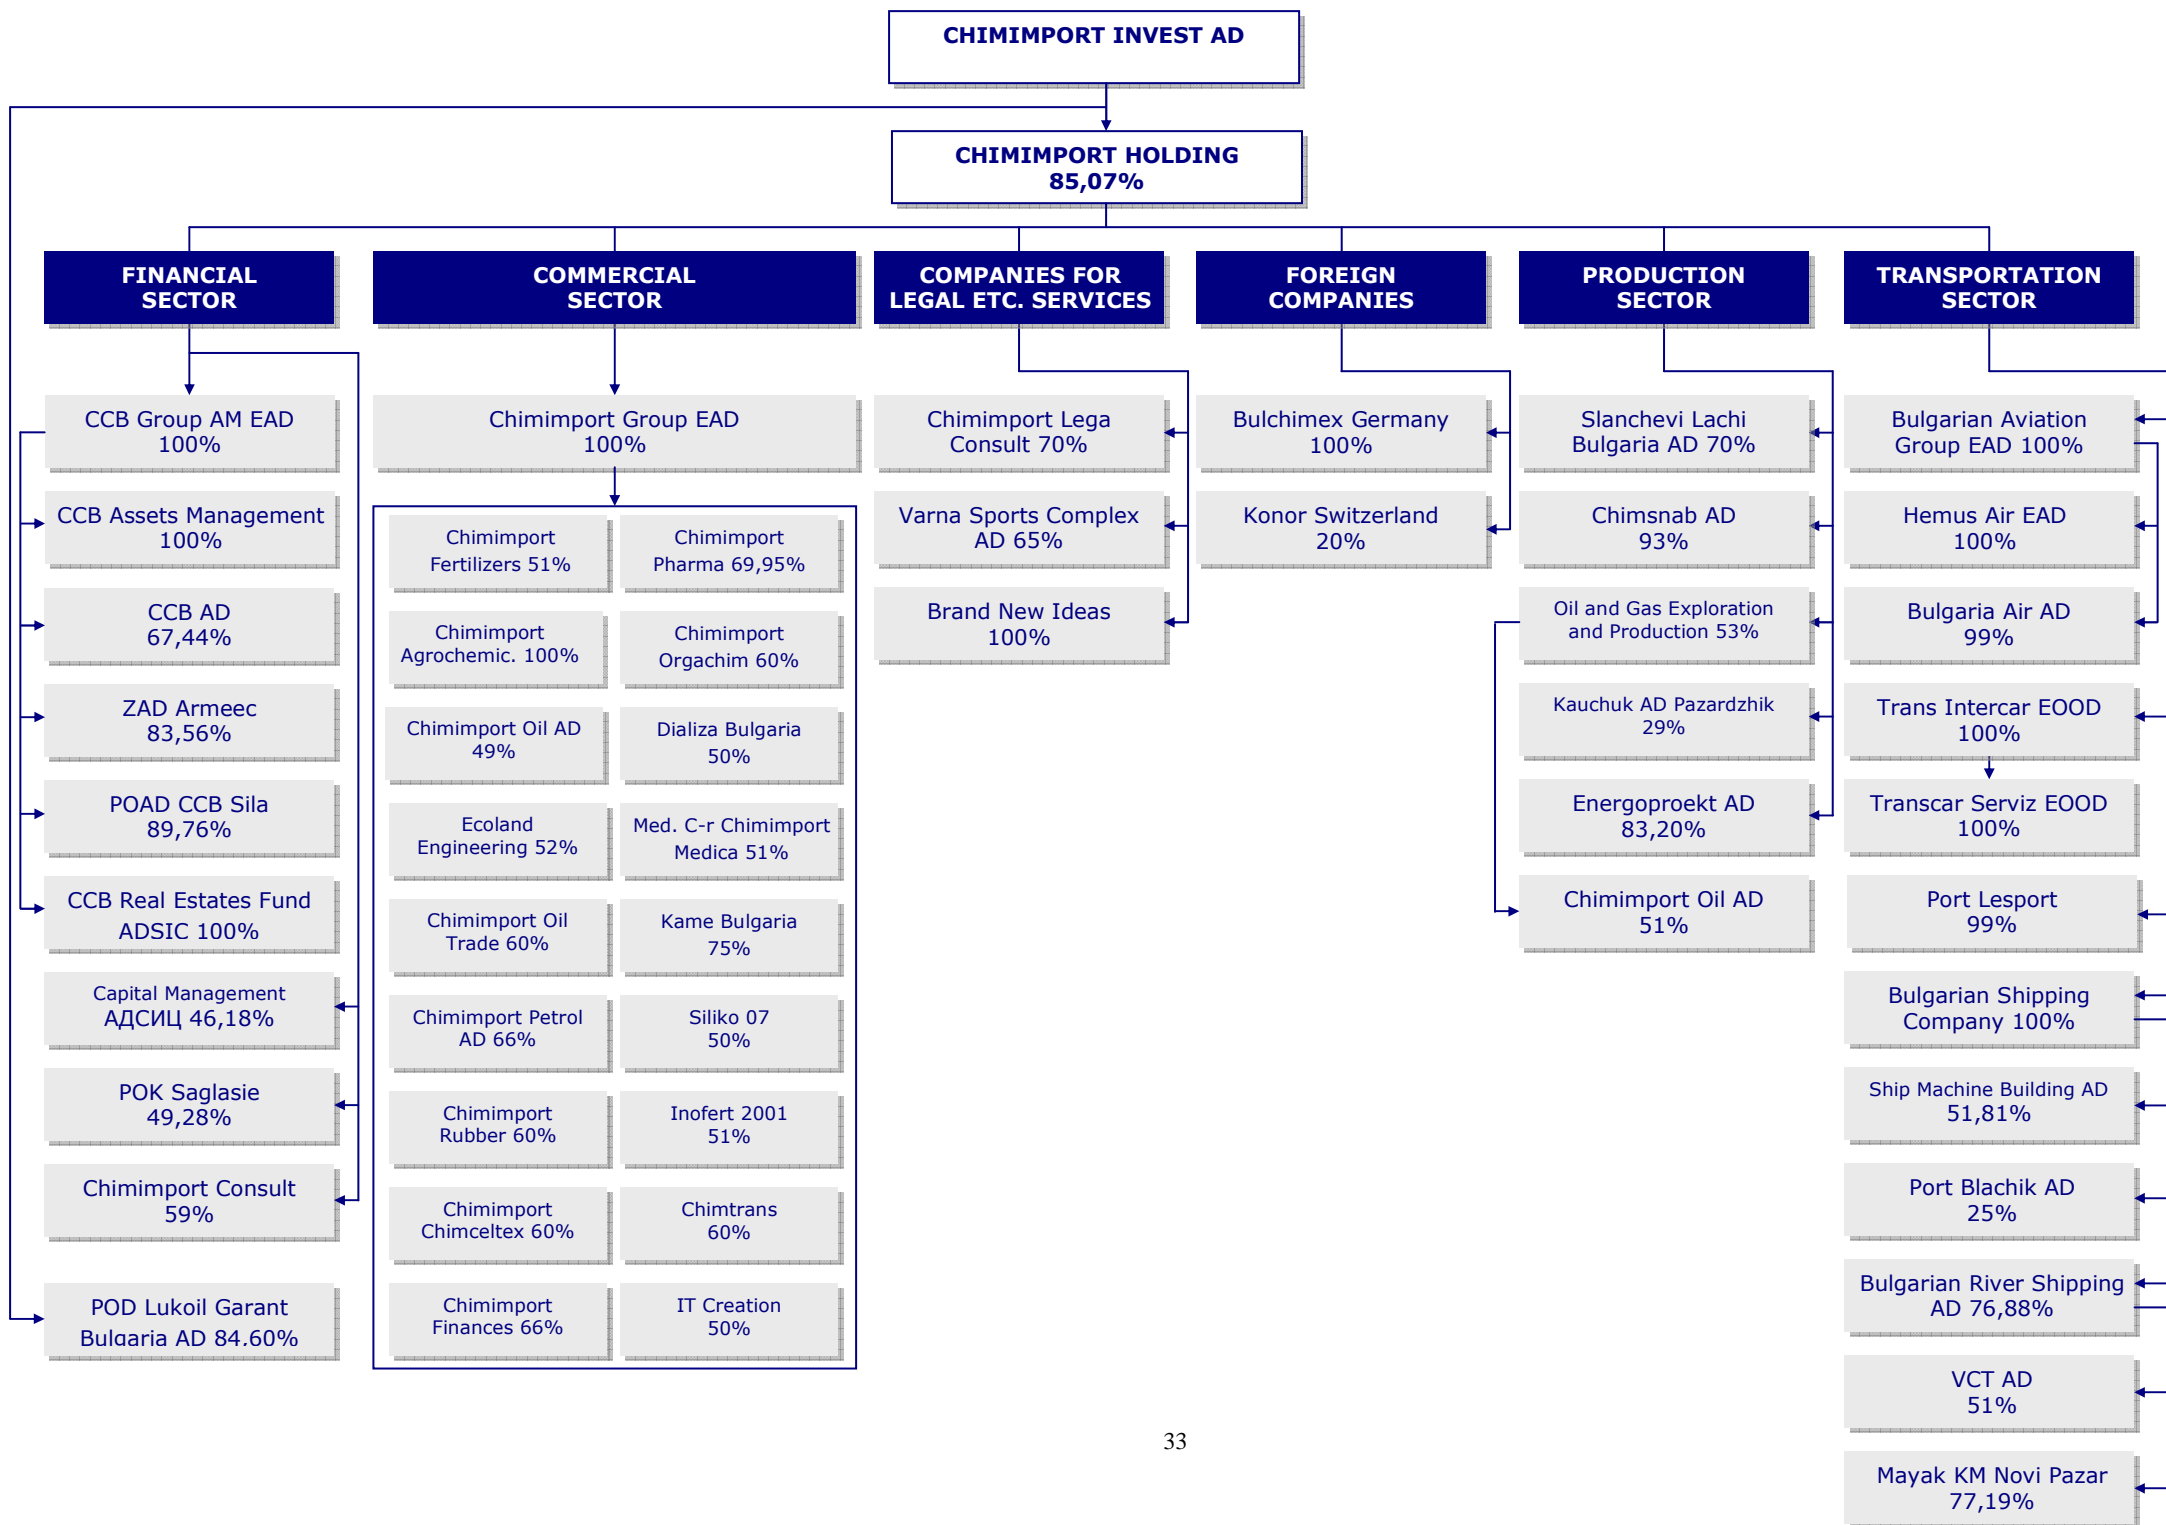 CHIMIMPORT INVEST AD
CHIMIMPORT HOLDING
85,07%
FINANCIAL
SECTOR
CCB Group AM EAD
100%
CCB Assets Management
100%
CCB AD
67,44%
ZAD Armeec
83,56%
POAD CCB Sila
89,76%
CCB Real Estates Fund
ADSIC 100%
Capital Management
АДСИЦ 46,18%
POK Saglasie
49,28%
Chimimport Consult
59%
POD Lukoil Garant
Bulgaria AD 84.60%
COMMERCIAL
SECTOR
Chimimport Group EAD
100%
Chimimport
Fertilizers 51%
Chimimport
Pharma 69,95%
Chimimport
Agrochemic. 100%
Chimimport
Orgachim 60%
Chimimport Oil AD
49%
Dializa Bulgaria
50%
Ecoland
Engineering 52%
Med. C-r Chimimport
Medica 51%
Chimimport Oil
Trade 60%
Kame Bulgaria
75%
Chimimport Petrol
AD 66%
Siliko 07
50%
Chimimport
Rubber 60%
Inofert 2001
51%
Chimimport
Chimceltex 60%
Chimtrans
60%
Chimimport
Finances 66%
IT Creation
50%
COMPANIES FOR
LEGAL ETC. SERVICES
Chimimport Lega
Consult 70%
Varna Sports Complex
AD 65%
Brand New Ideas
100%
FOREIGN
COMPANIES
Bulchimex Germany
100%
Konor Switzerland
20%
PRODUCTION
SECTOR
Slanchevi Lachi
Bulgaria AD 70%
Chimsnab AD
93%
Oil and Gas Exploration
and Production 53%
Kauchuk AD Pazardzhik
29%
Energoproekt AD
83,20%
Chimimport Oil AD
51%
TRANSPORTATION
SECTOR
Bulgarian Aviation
Group EAD 100%
Hemus Air EAD
100%
Bulgaria Air AD
99%
Trans Intercar EOOD
100%
Transcar Serviz EOOD
100%
Port Lesport
99%
Bulgarian Shipping
Company 100%
Ship Machine Building AD
51,81%
Port Blachik AD
25%
Bulgarian River Shipping
AD 76,88%
VCT AD
51%
Mayak KM Novi Pazar
77,19%
33